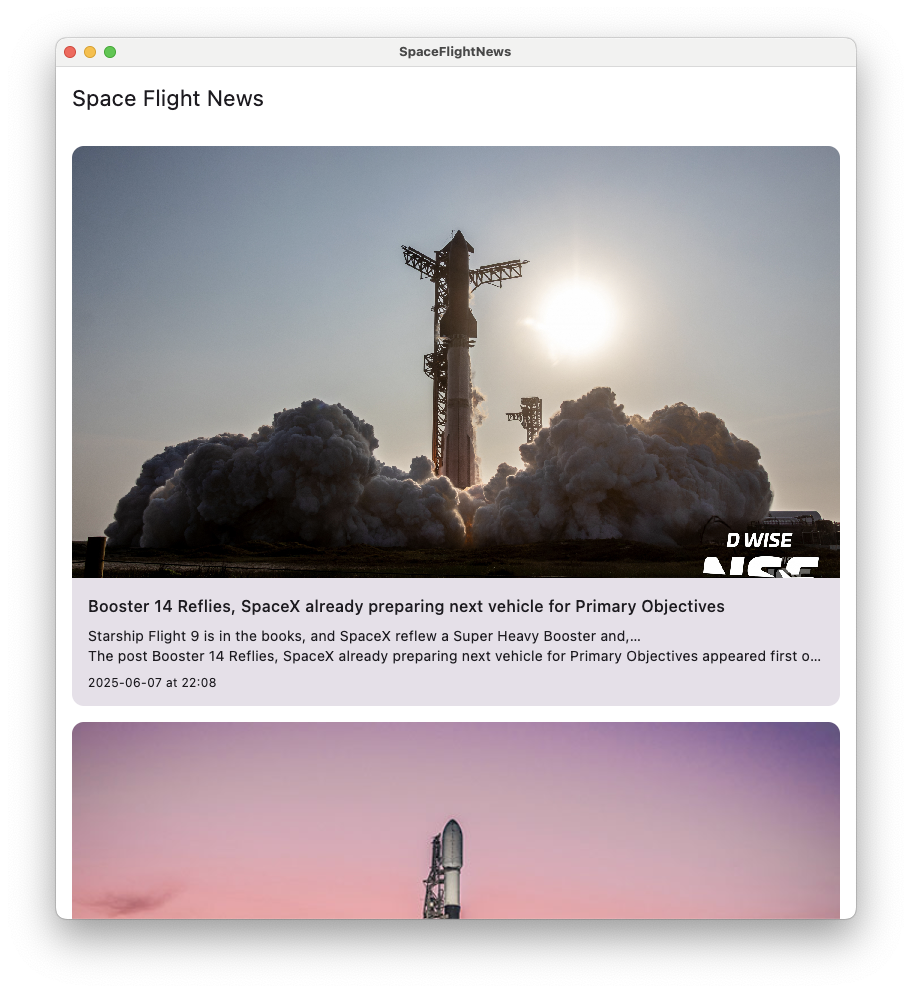 SpaceFlightNews
Space Flight News
D WISE
NSF
Booster 14 Reflies, SpaceX already preparing next vehicle for Primary Objectives
Starship Flight 9 is in the books, and SpaceX reflew a Super Heavy Booster and,…
The post Booster 14 Reflies, SpaceX already preparing next vehicle for Primary Objectives appeared first o…
2025-06-07 at 22:08